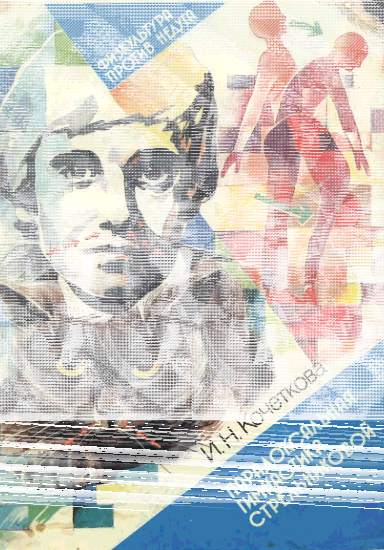 ФИЗКУЛЬТУРА
ПРОТИВ НЕДУГА
И.Н. Кочеткова
ПАРАДОКСАЛЬНАЯ
ГИМНАСТИКА
СТРЕЛЬНИКОВОЙ